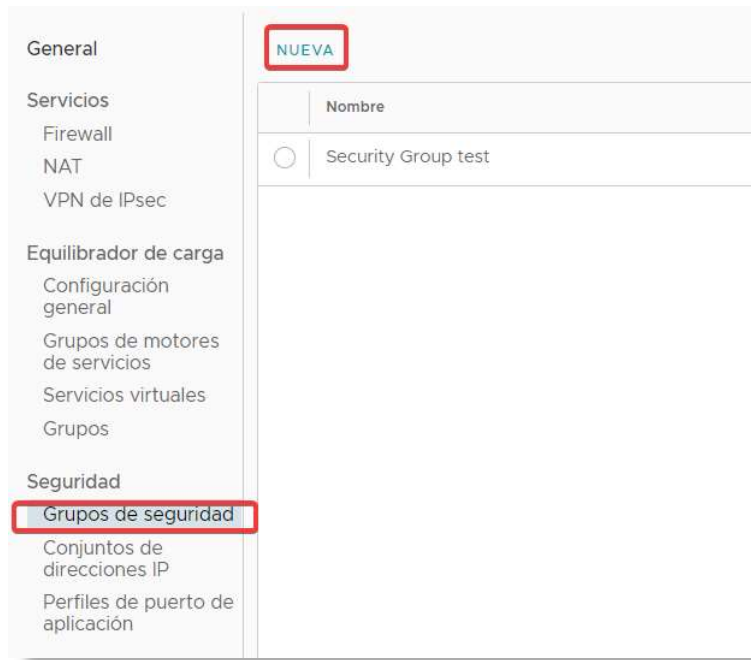 General
Servicios
Firewall
NAT
VPN de IPsec
Equilibrador de carga
Configuración
general
Grupos de motores
de servicios
Servicios virtuales
Grupos
Seguridad
Grupos de seguridad
Conjuntos de
direcciones IP
Perfiles de puerto de
aplicación
NUEVA
Nombre
Security Group test